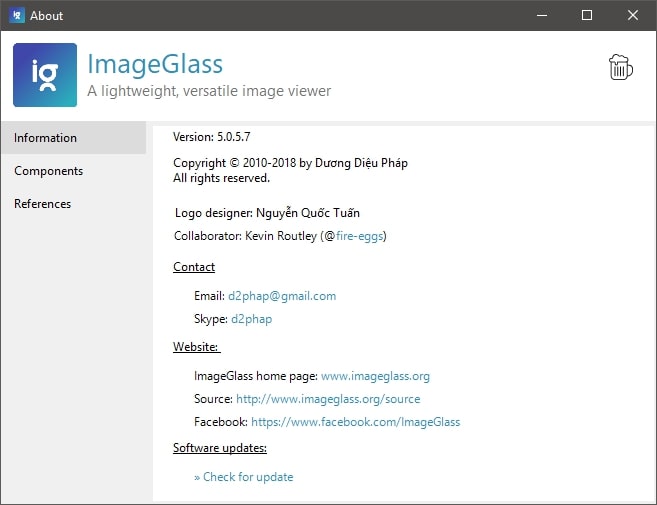 About
ig
ImageGlass
A lightweight, versatile image viewer
Information
Components
References
Version: 5.0.5.7
Copyright © 2010-2018 by Dương Diệu Pháp
All rights reserved.
Logo designer: Nguyễn Quốc Tuấn
Collaborator: Kevin Routley (@fire-eggs)
Contact
Email: d2phap@gmail.com
Skype: d2phap
Website:
ImageGlass home page: www.imageglass.org
Source: http://www.imageglass.org/source
Facebook: https://www.facebook.com/ImageGlass
Software updates:
» Check for update